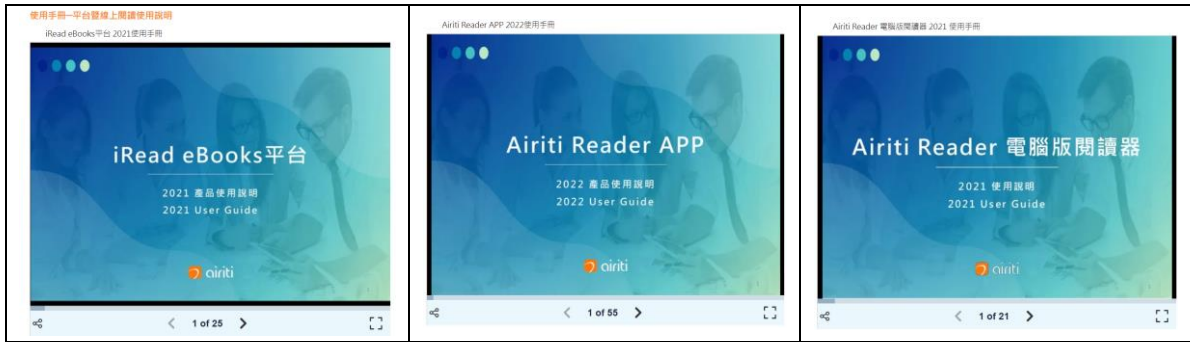 使用手冊─平台暨線上閱讀使用說明
iRead eBooks平台 2021使用手冊
iRead eBooks平台
2021 產品使用說明
2021 User Guide
airiti
1 of 25
Airiti Reader APP 2022使用手冊
Airiti Reader APP
2022 產品使用說明
2022 User Guide
airiti
1 of 55
Airiti Reader 電腦版閱讀器 2021 使用手冊
Airiti Reader 電腦版閱讀器
2021 使用說明
2021 User Guide
airiti
1 of 21